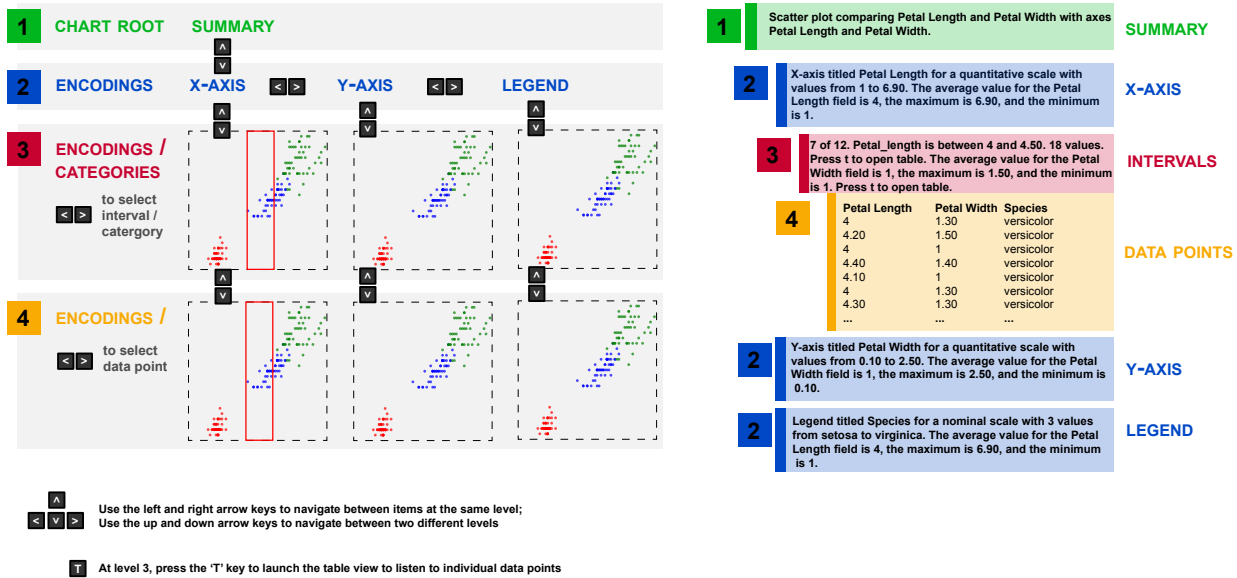 1 CHART ROOT SUMMARY
ʌ
v
2 ENCODINGS X-AXIS < > Y-AXIS < > LEGEND
ʌ ʌ ʌ
v v v
3 ENCODINGS /
CATEGORIES
< > to select
interval /
catergory
ʌ ʌ ʌ
v v v
4 ENCODINGS /
< > to select
data point
ʌ
< v >
Use the left and right arrow keys to navigate between items at the same level;
Use the up and down arrow keys to navigate between two different levels
T At level 3, press the ‘T’ key to launch the table view to listen to individual data points
1 Scatter plot comparing Petal Length and Petal Width with axes
Petal Length and Petal Width.
SUMMARY
2 X-axis titled Petal Length for a quantitative scale with
values from 1 to 6.90. The average value for the Petal
Length field is 4, the maximum is 6.90, and the minimum
is 1.
X-AXIS
3 7 of 12. Petal_length is between 4 and 4.50. 18 values.
Press t to open table. The average value for the Petal
Width field is 1, the maximum is 1.50, and the minimum
is 1. Press t to open table.
INTERVALS
4 Petal Length Petal Width Species
4 1.30 versicolor
4.20 1.50 versicolor
4 1 versicolor
4.40 1.40 versicolor
4.10 1 versicolor
4 1.30 versicolor
4.30 1.30 versicolor
... ... ...
DATA POINTS
2 Y-axis titled Petal Width for a quantitative scale with
values from 0.10 to 2.50. The average value for the Petal
Width field is 1, the maximum is 2.50, and the minimum is
0.10.
Y-AXIS
2 Legend titled Species for a nominal scale with 3 values
from setosa to virginica. The average value for the Petal
Length field is 4, the maximum is 6.90, and the minimum
is 1.
LEGEND